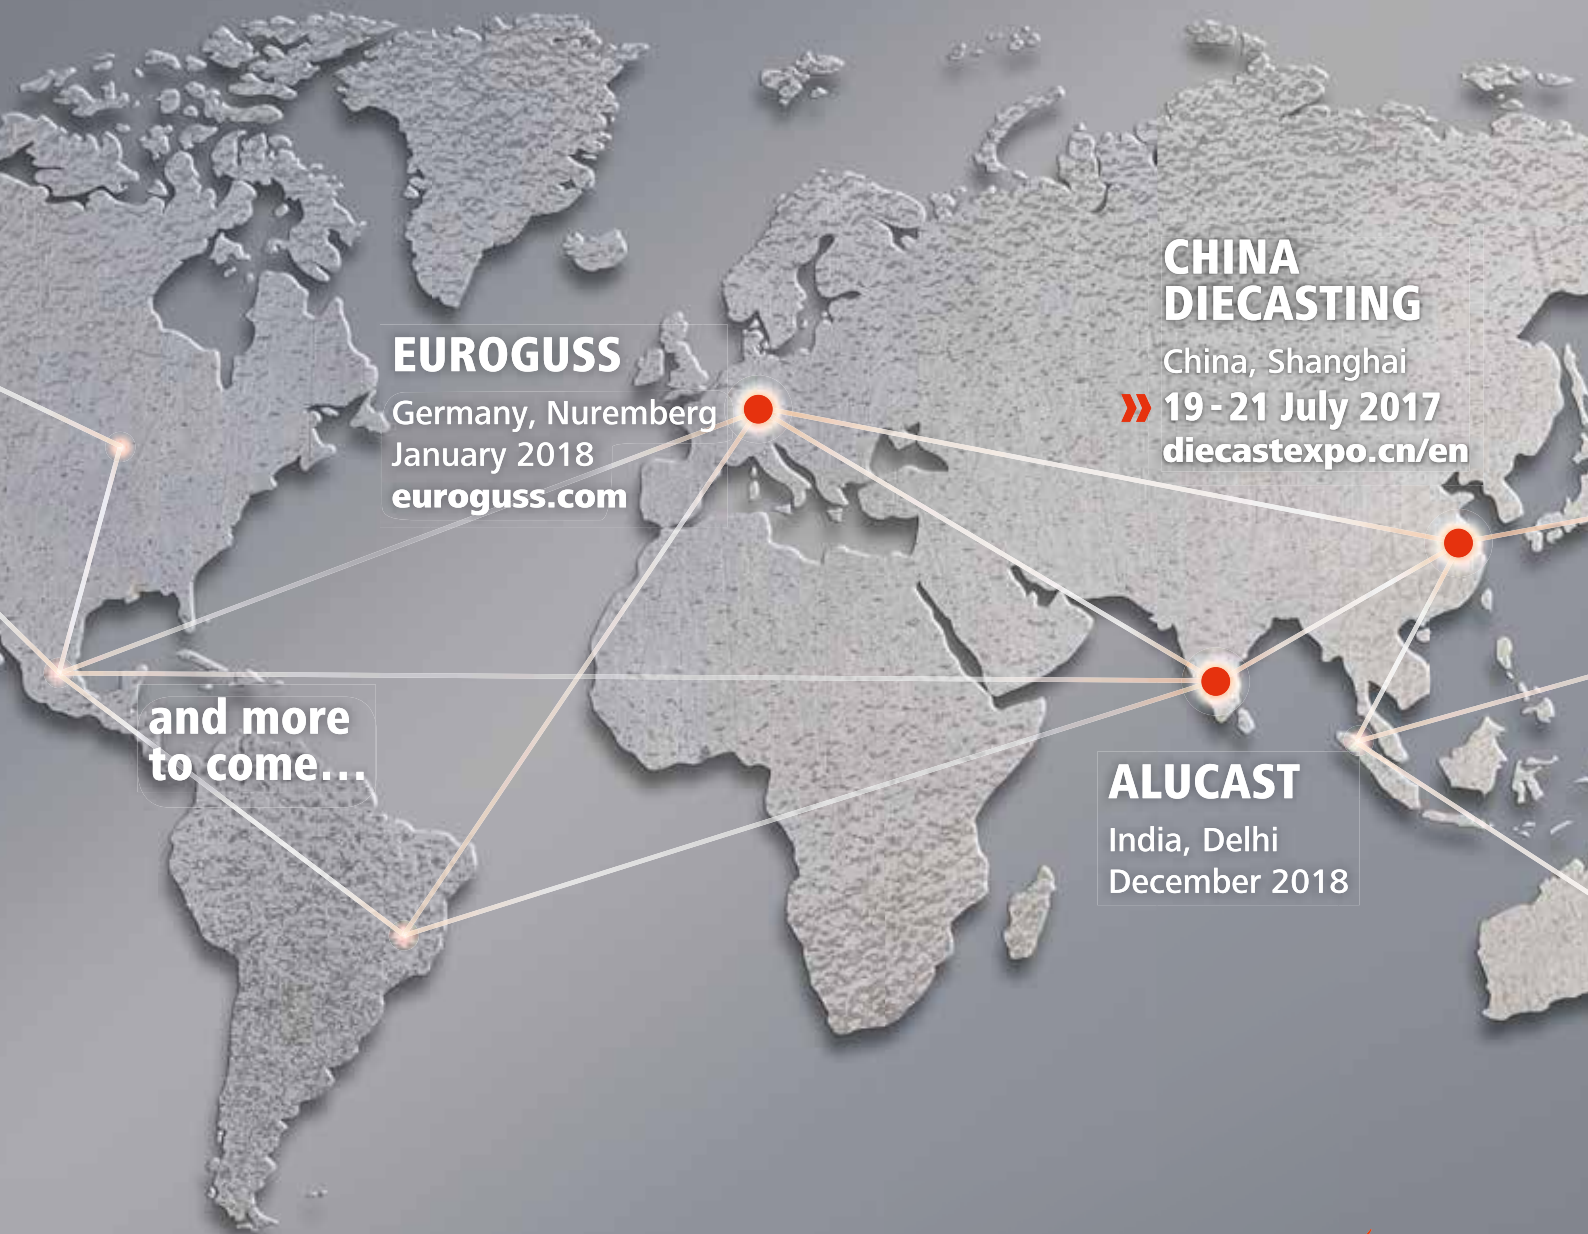 EUROGUSS
Germany, Nuremberg
January 2018
euroguss.com
CHINA
DIECASTING
China, Shanghai
19 - 21 July 2017
diecastexpo.cn/en
and more
to come...
ALUCAST
India, Delhi
December 2018